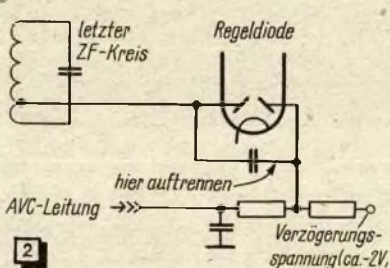 letzter
ZF-Kreis
Regeldiode
hier auftrennen
AVC-Leitung
Verzögerungs-
spannung (ca.-2V)
2